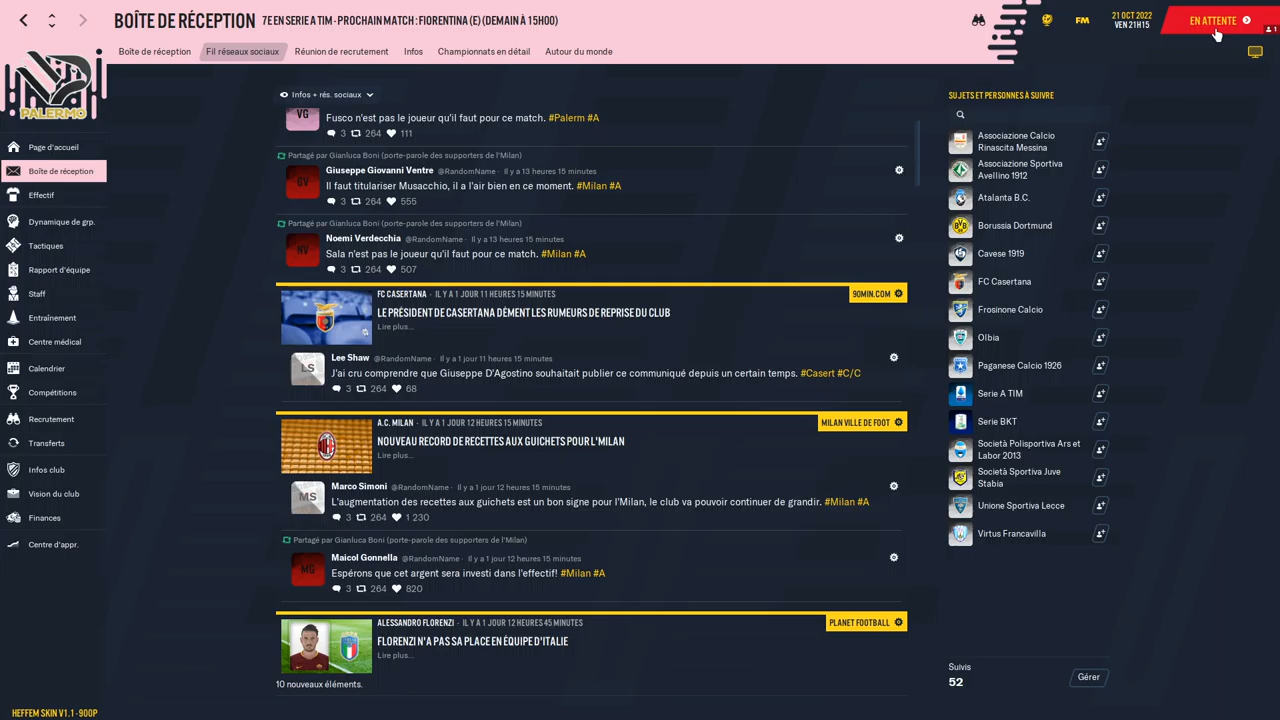 BOÎTE DE RÉCEPTION
7E EN SERIE A TIM - PROCHAIN MATCH : FIORENTINA (E) (DEMAIN À 15H00)
FM
21 OCT 2022
VEN 21H15
EN ATTENTE
1
Boîte de réception
Fil réseaux sociaux
Réunion de recrutement
Infos
Championnats en détail
Autour du monde
PALERMO
Page d'accueil
Boîte de réception
Effectif
Dynamique de grp.
Tactiques
Rapport d'équipe
Staff
Entraînement
Centre médical
Calendrier
Compétitions
Recrutement
Transferts
Infos club
Vision du club
Finances
Centre d'appr.
HEFFEM SKIN V1.1 - 900P
Infos + rés. sociaux
VG
Fusco n'est pas le joueur qu'il faut pour ce match. #Palerm #A
3 264 111
Partagé par Gianluca Boni (porte-parole des supporters de l'Milan)
GV
Giuseppe Giovanni Ventre @RandomName · Il y a 13 heures 15 minutes
Il faut titulariser Musacchio, il a l'air bien en ce moment. #Milan #A
3 264 555
Partagé par Gianluca Boni (porte-parole des supporters de l'Milan)
NV
Noemi Verdecchia @RandomName · Il y a 13 heures 15 minutes
Sala n'est pas le joueur qu'il faut pour ce match. #Milan #A
3 264 507
FC CASERTANA · IL Y A 1 JOUR 11 HEURES 15 MINUTES
90MIN.COM
LE PRÉSIDENT DE CASERTANA DÉMENT LES RUMEURS DE REPRISE DU CLUB
Lire plus...
LS
Lee Shaw @RandomName · Il y a 1 jour 11 heures 15 minutes
J'ai cru comprendre que Giuseppe D'Agostino souhaitait publier ce communiqué depuis un certain temps. #Casert #C/C
3 264 68
A.C. MILAN · IL Y A 1 JOUR 12 HEURES 15 MINUTES
MILAN VILLE DE FOOT
NOUVEAU RECORD DE RECETTES AUX GUICHETS POUR L'MILAN
Lire plus...
MS
Marco Simoni @RandomName · Il y a 1 jour 12 heures 15 minutes
L'augmentation des recettes aux guichets est un bon signe pour l'Milan, le club va pouvoir continuer de grandir. #Milan #A
3 264 1 230
Partagé par Gianluca Boni (porte-parole des supporters de l'Milan)
MG
Maicol Gonnella @RandomName · Il y a 1 jour 12 heures 15 minutes
Espérons que cet argent sera investi dans l'effectif! #Milan #A
3 264 820
ALESSANDRO FLORENZI · IL Y A 1 JOUR 12 HEURES 45 MINUTES
PLANET FOOTBALL
FLORENZI N'A PAS SA PLACE EN ÉQUIPE D'ITALIE
Lire plus...
10 nouveaux éléments.
SUJETS ET PERSONNES À SUIVRE
Associazione Calcio
Rinascita Messina
Associazione Sportiva
Avellino 1912
Atalanta B.C.
Borussia Dortmund
Cavese 1919
FC Casertana
Frosinone Calcio
Olbia
Paganese Calcio 1926
Serie A TIM
Serie BKT
Società Polisportiva Ars et
Labor 2013
Società Sportiva Juve
Stabia
Unione Sportiva Lecce
Virtus Francavilla
Suivis
52
Gérer